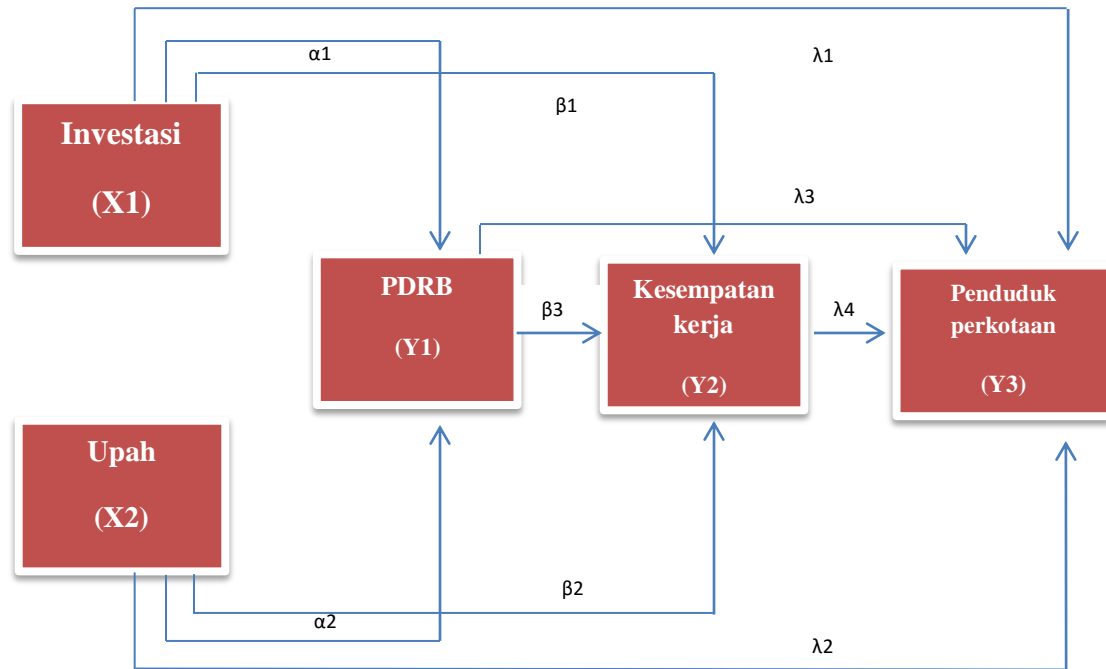 λ1
α1
β1
Investasi
(X1)
λ3
PDRB
(Y1)
β3
Kesempatan
kerja
(Y2)
λ4
Penduduk
perkotaan
(Y3)
Upah
(X2)
β2
α2
λ2